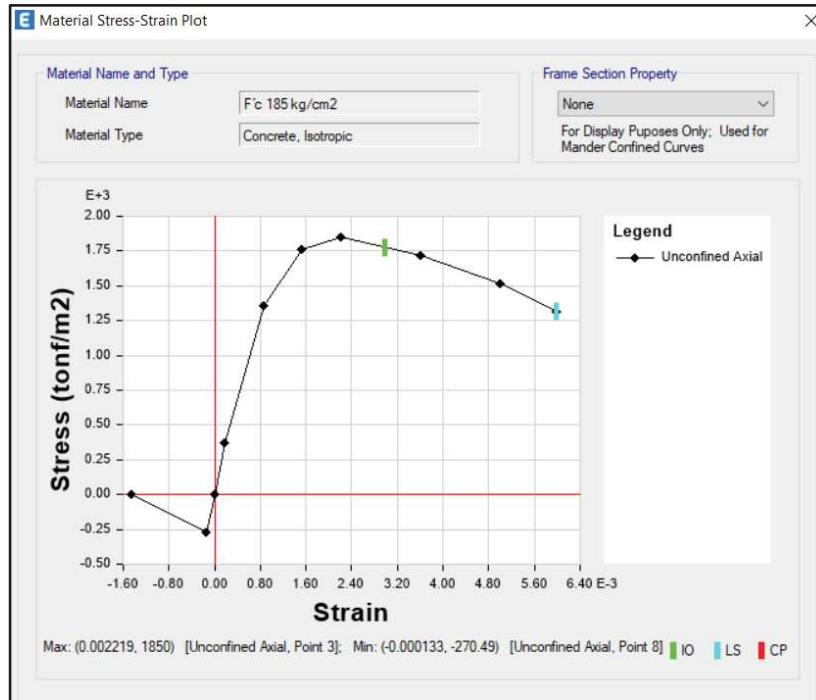 E Material Stress-Strain Plot
Material Name and Type
Material Name F'c 185 kg/cm2
Material Type Concrete, Isotropic
Frame Section Property
None
For Display Puposes Only; Used for
Mander Confined Curves
E+3
2.00
1.75
1.50
1.25
1.00
0.75
0.50
0.25
0.00
-0.25
-0.50
Stress (tonf/m2)
-1.60 -0.80 0.00 0.80 1.60 2.40 3.20 4.00 4.80 5.60 6.40 E-3
Strain
Legend
Unconfined Axial
Max: (0.002219, 1850) [Unconfined Axial, Point 3]; Min: (-0.000133, -270.49) [Unconfined Axial, Point 8] IO LS CP